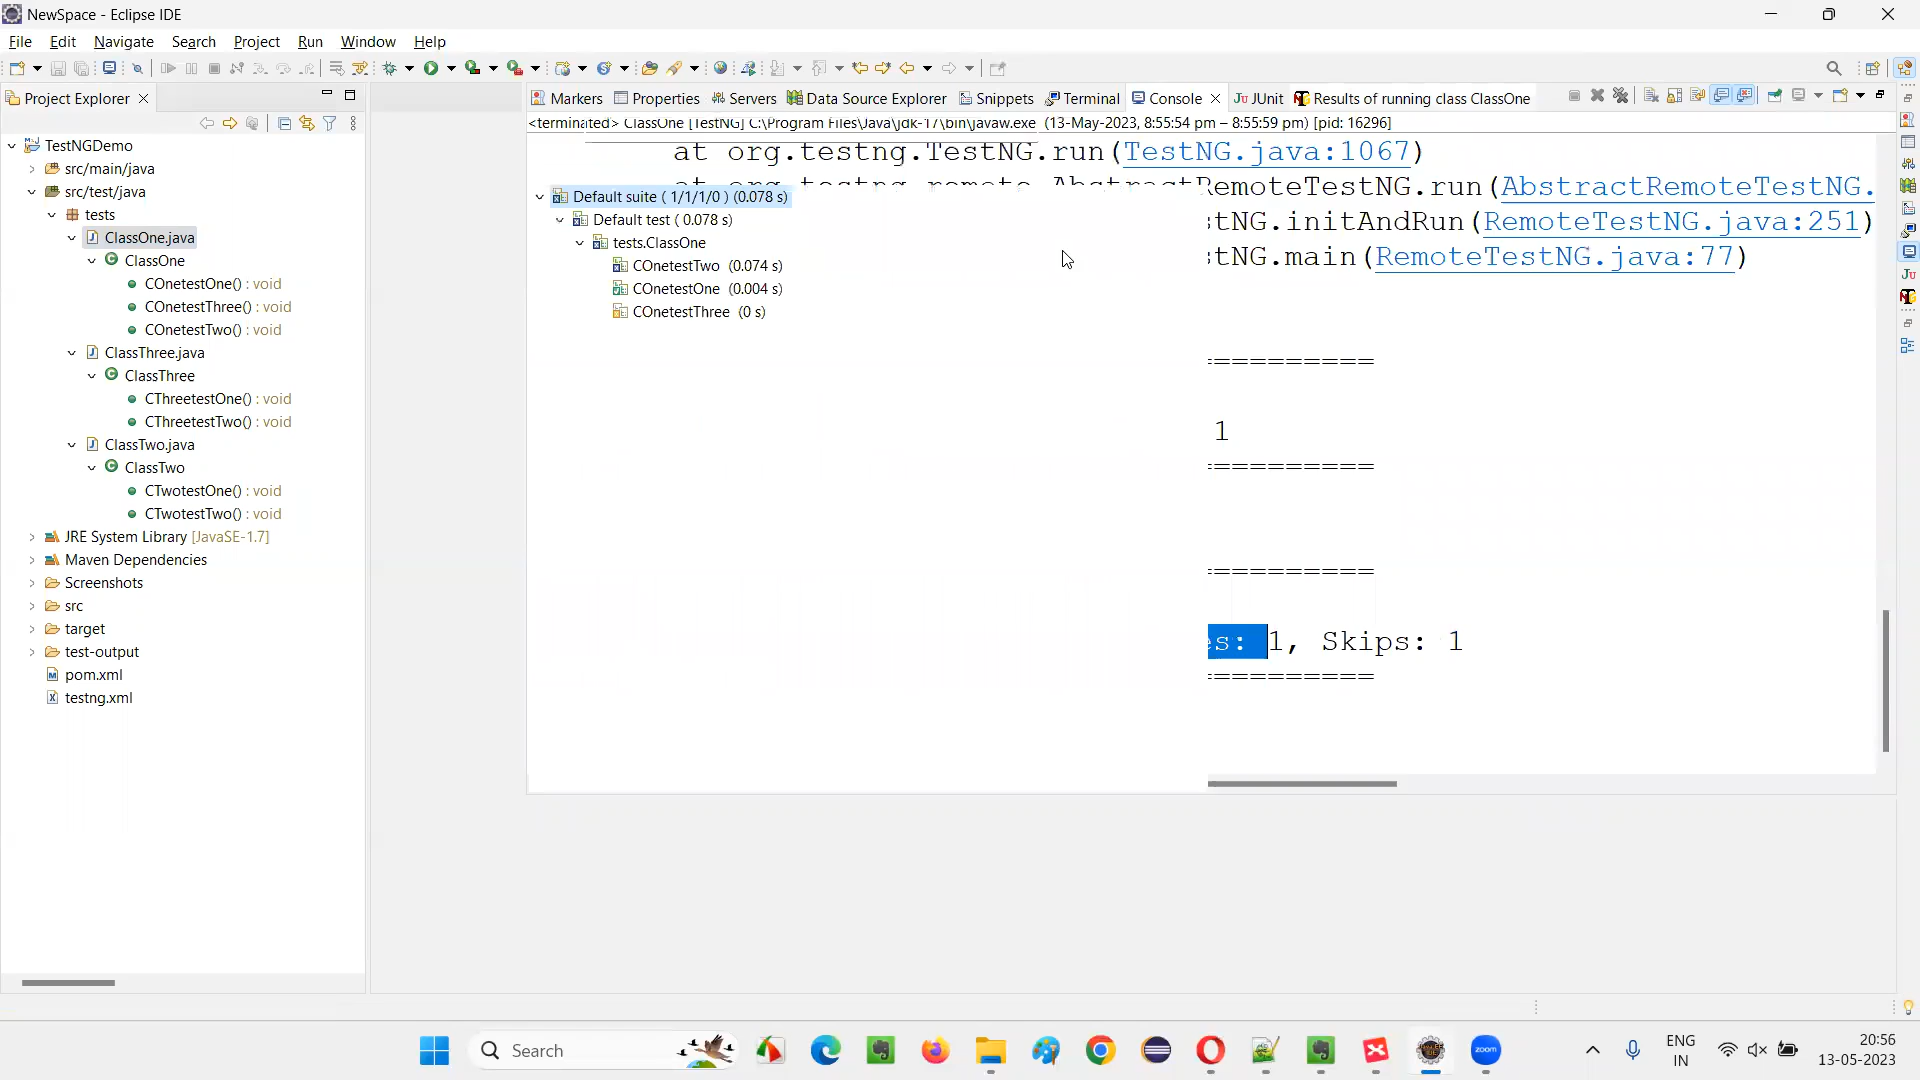 NewSpace - Eclipse IDE
File Edit Navigate Search Project Run Window Help
Project Explorer
Markers Properties Servers Data Source Explorer Snippets Terminal Console JUnit Results of running class ClassOne
<terminated> ClassOne [TestNG] C:\Program Files\Java\jdk-17\bin\javaw.exe (13-May-2023, 8:55:54 pm – 8:55:59 pm) [pid: 16296]
TestNGDemo
src/main/java
src/test/java
tests
ClassOne.java
ClassOne
COnetestOne() : void
COnetestThree() : void
COnetestTwo() : void
ClassThree.java
ClassThree
CThreetestOne() : void
CThreetestTwo() : void
ClassTwo.java
ClassTwo
CTwotestOne() : void
CTwotestTwo() : void
JRE System Library [JavaSE-1.7]
Maven Dependencies
Screenshots
src
target
test-output
pom.xml
testng.xml
at org.testng.TestNG.run(TestNG.java:1067)
RemoteTestNG.run(AbstractRemoteTestNG.
stNG.initAndRun(RemoteTestNG.java:251)
stNG.main(RemoteTestNG.java:77)
Default suite ( 1/1/1/0 ) (0.078 s)
Default test ( 0.078 s)
tests.ClassOne
COnetestTwo (0.074 s)
COnetestOne (0.004 s)
COnetestThree (0 s)
==========
1
==========
==========
es: 1, Skips: 1
==========
Search
zoom
ENG
IN
20:56
13-05-2023